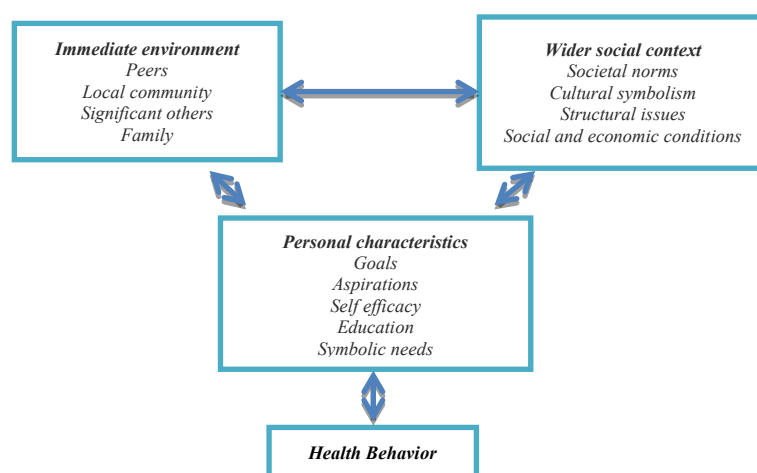 Immediate environment
Peers
Local community
Significant others
Family
Wider social context
Societal norms
Cultural symbolism
Structural issues
Social and economic conditions
Personal characteristics
Goals
Aspirations
Self efficacy
Education
Symbolic needs
Health Behavior